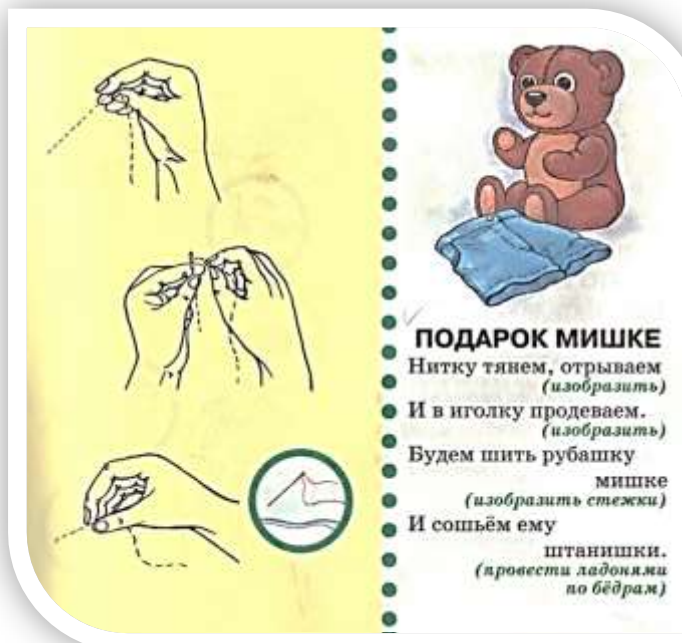 ПОДАРОК МИШКЕ
Нитку тянем, отрываем
(изобразить)
И в иголку продеваем.
(изобразить)
Будем шить рубашку
мишке
(изобразить стежки)
И сошьём ему
штанишки.
(провести ладонями
по бёдрам)